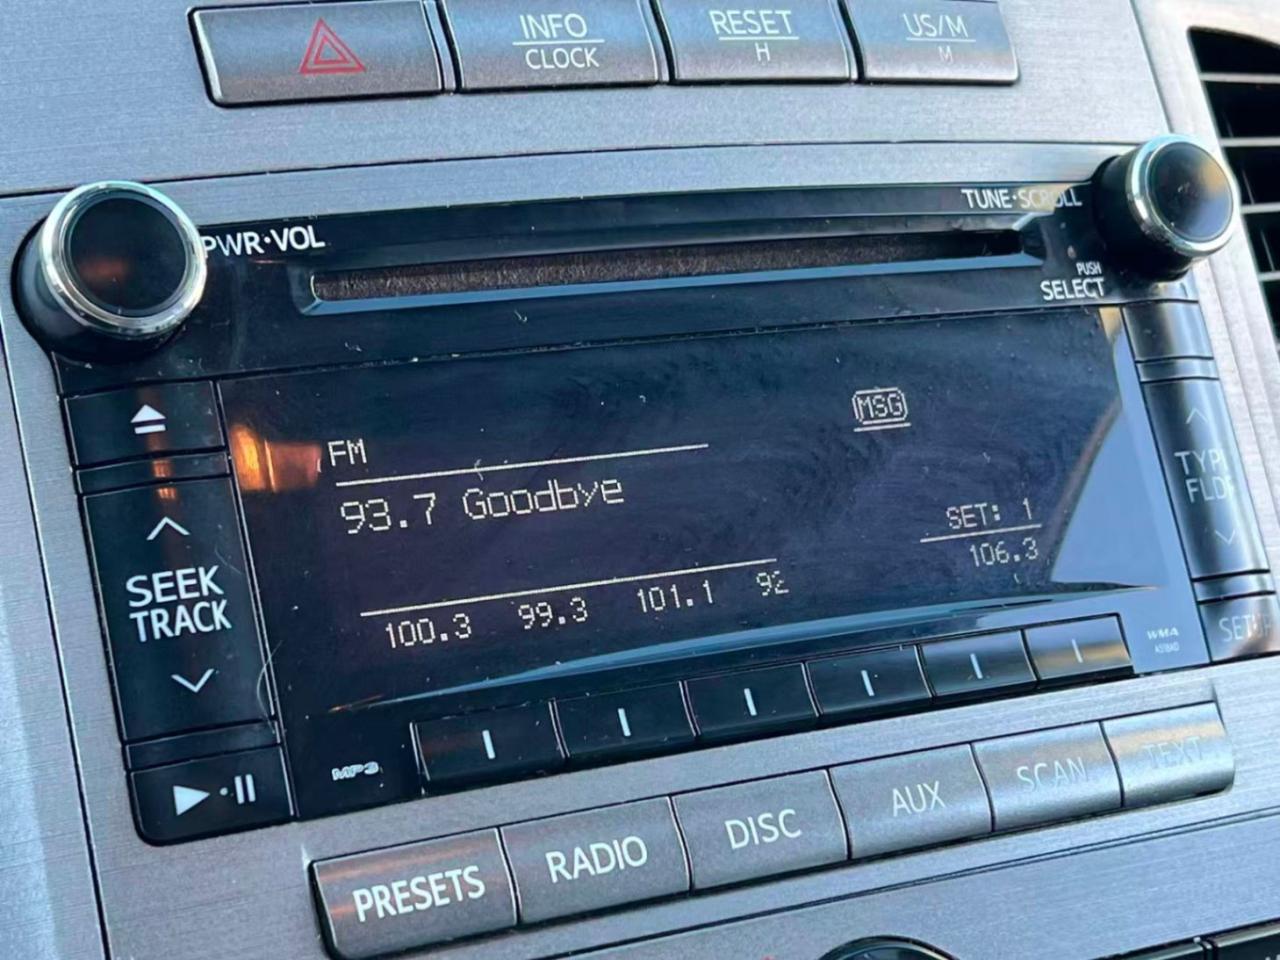 INFO
CLOCK
RESET
H
US/M
M
PWR•VOL
TUNE•SCROLL
PUSH
SELECT
MSG
FM
93.7 Goodbye
SET: 1
106.3
100.3 99.3 101.1 92
SEEK
TRACK
MP3
WMA
PRESETS
RADIO
DISC
AUX
SCAN
TEXT